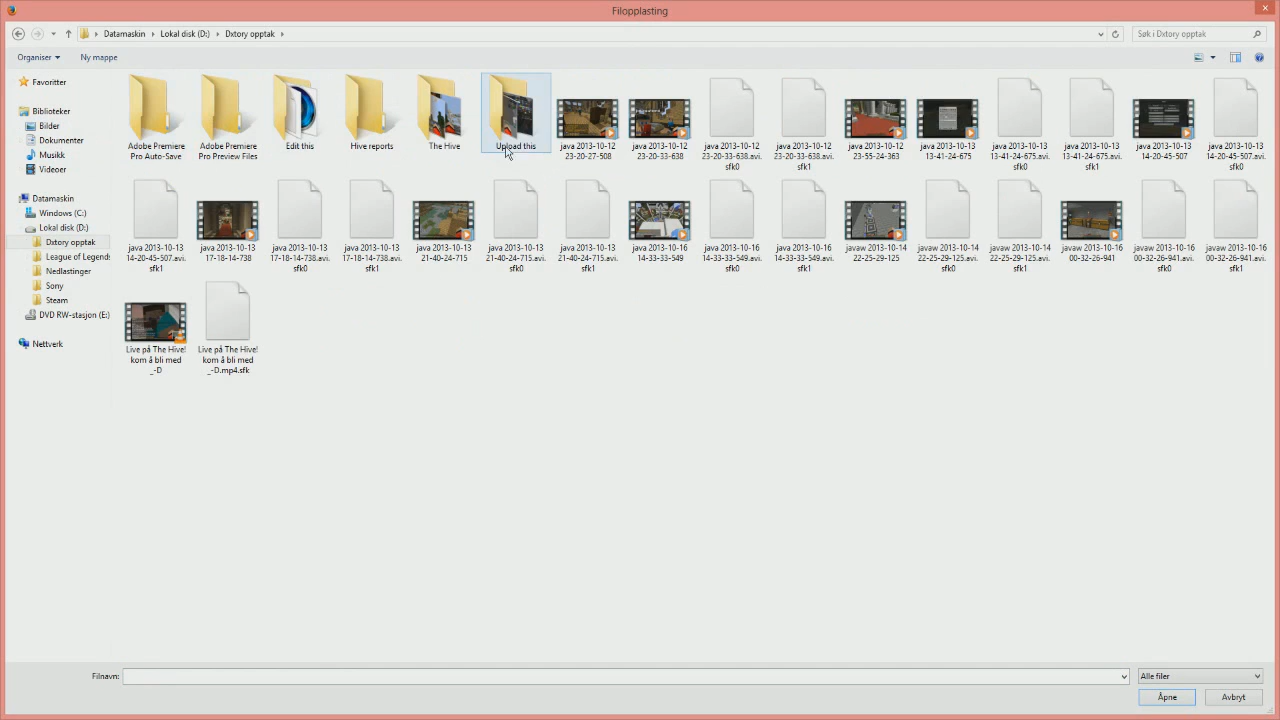 Filopplasting
Datamaskin Lokal disk (D:) Dxtory opptak
Søk i Dxtory opptak
Organiser Ny mappe
Favoritter
Biblioteker
Bilder
Dokumenter
Musikk
Videoer
Datamaskin
Windows (C:)
Lokal disk (D:)
Dxtory opptak
League of Legends
Nedlastinger
Sony
Steam
DVD RW-stasjon (E:)
Nettverk
Adobe Premiere
Pro Auto-Save
Adobe Premiere
Pro Preview Files
Edit this
Hive reports
The Hive
Upload this
java 2013-10-12
23-20-27-508
java 2013-10-12
23-20-33-638
java 2013-10-12
23-20-33-638.avi.
sfk0
java 2013-10-12
23-20-33-638.avi.
sfk1
java 2013-10-12
23-55-24-365
java 2013-10-13
13-41-24-675
java 2013-10-13
13-41-24-675.avi.
sfk0
java 2013-10-13
13-41-24-675.avi.
sfk1
java 2013-10-13
14-20-45-507
java 2013-10-13
14-20-45-507.avi.
sfk0
java 2013-10-13
14-20-45-507.avi.
sfk1
java 2013-10-13
17-18-14-738
java 2013-10-13
17-18-14-738.avi.
sfk0
java 2013-10-13
17-18-14-738.avi.
sfk1
java 2013-10-13
21-40-24-715
java 2013-10-13
21-40-24-715.avi.
sfk0
java 2013-10-13
21-40-24-715.avi.
sfk1
java 2013-10-16
14-33-33-549
java 2013-10-16
14-33-33-549.avi.
sfk0
java 2013-10-16
14-33-33-549.avi.
sfk1
javaw 2013-10-14
22-25-29-125
javaw 2013-10-14
22-25-29-125.avi.
sfk0
javaw 2013-10-14
22-25-29-125.avi.
sfk1
javaw 2013-10-16
00-32-26-941
javaw 2013-10-16
00-32-26-941.avi.
sfk0
javaw 2013-10-16
00-32-26-941.avi.
sfk1
Live på The Hive!
kom å bli med
_-D
Live på The Hive!
kom å bli med
_-D.mp4.sfk
Filnavn:
Alle filer
Åpne Avbryt